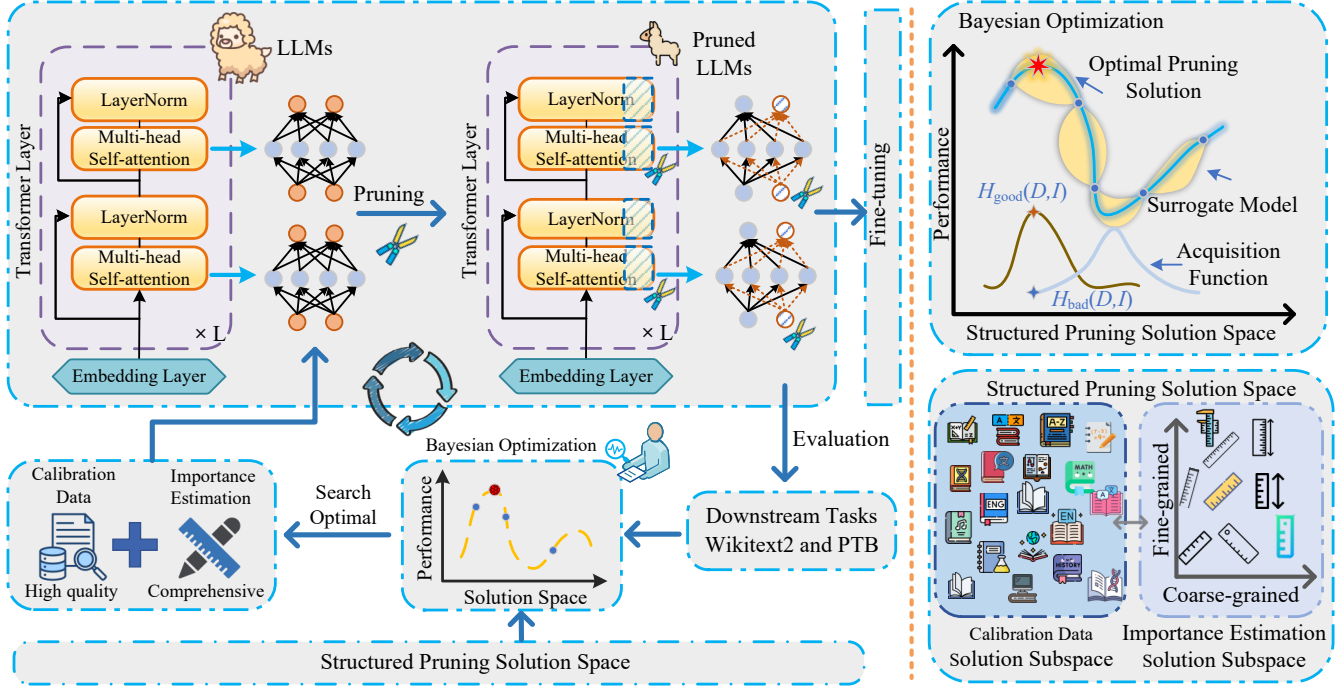 LLMs
Transformer Layer
LayerNorm
Multi-head
Self-attention
LayerNorm
Multi-head
Self-attention
× L
Embedding Layer
Pruning
Pruned
LLMs
Transformer Layer
LayerNorm
Multi-head
Self-attention
LayerNorm
Multi-head
Self-attention
× L
Embedding Layer
Fine-tuning
Evaluation
Calibration
Data
High quality
Importance
Estimation
Comprehensive
Search
Optimal
Bayesian Optimization
Performance
Solution Space
Downstream Tasks
Wikitext2 and PTB
Structured Pruning Solution Space
Bayesian Optimization
Performance
Optimal Pruning
Solution
Surrogate Model
H_good(D,I)
Acquisition
Function
H_bad(D,I)
Structured Pruning Solution Space
Structured Pruning Solution Space
A-Z
MATH
ENG
EN
HISTORY
Calibration Data
Solution Subspace
Fine-grained
Coarse-grained
Importance Estimation
Solution Subspace